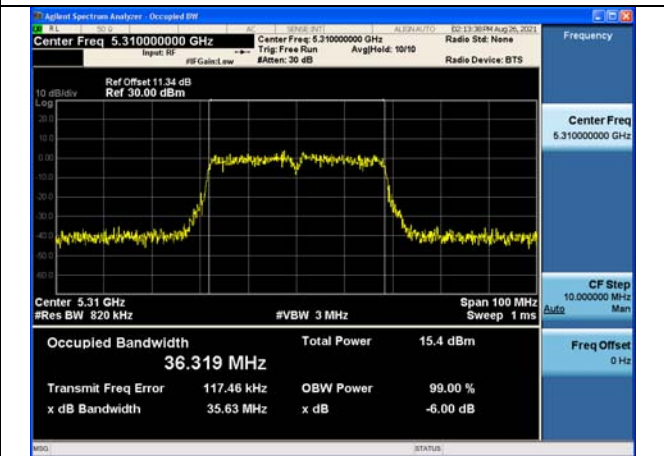 Agilent Spectrum Analyzer - Occupied BW
RL 50 Ω AC SENSE:INT ALIGN AUTO 02:13:38 PM Aug 26, 2021
Center Freq 5.310000000 GHz
Center Freq: 5.310000000 GHz
Radio Std: None
Input: RF
Trig: Free Run Avg|Hold: 10/10
#IFGain:Low
#Atten: 30 dB
Radio Device: BTS
Ref Offset 11.34 dB
10 dB/div Ref 30.00 dBm
Log
20.0
10.0
0.00
-10.0
-20.0
-30.0
-40.0
-50.0
-60.0
Center 5.31 GHz
Span 100 MHz
#Res BW 820 kHz
#VBW 3 MHz
Sweep 1 ms
Occupied Bandwidth
Total Power 15.4 dBm
36.319 MHz
Transmit Freq Error 117.46 kHz OBW Power 99.00 %
x dB Bandwidth 35.63 MHz x dB -6.00 dB
MSG
STATUS
Frequency
Center Freq
5.310000000 GHz
CF Step
10.000000 MHz
Auto Man
Freq Offset
0 Hz